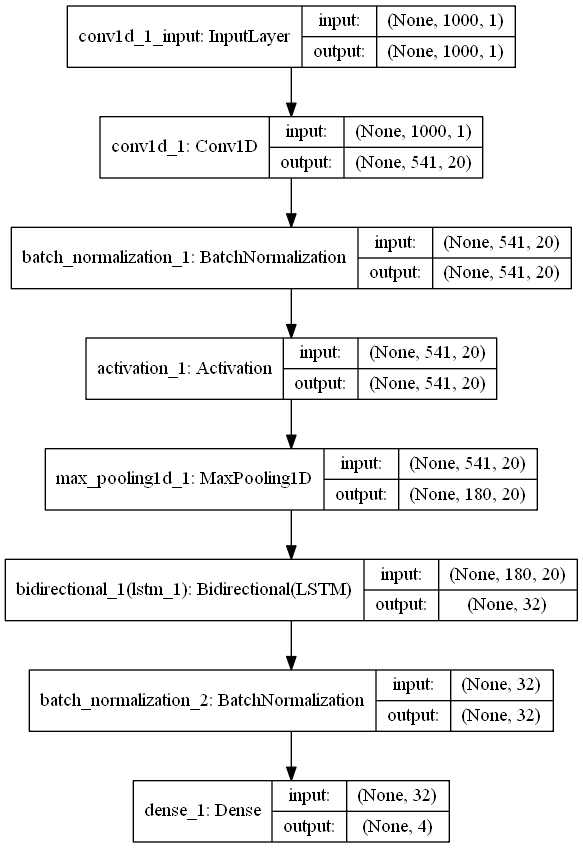 conv1d_1_input: InputLayer
input: (None, 1000, 1)
output: (None, 1000, 1)
conv1d_1: Conv1D
input: (None, 1000, 1)
output: (None, 541, 20)
batch_normalization_1: BatchNormalization
input: (None, 541, 20)
output: (None, 541, 20)
activation_1: Activation
input: (None, 541, 20)
output: (None, 541, 20)
max_pooling1d_1: MaxPooling1D
input: (None, 541, 20)
output: (None, 180, 20)
bidirectional_1(lstm_1): Bidirectional(LSTM)
input: (None, 180, 20)
output: (None, 32)
batch_normalization_2: BatchNormalization
input: (None, 32)
output: (None, 32)
dense_1: Dense
input: (None, 32)
output: (None, 4)